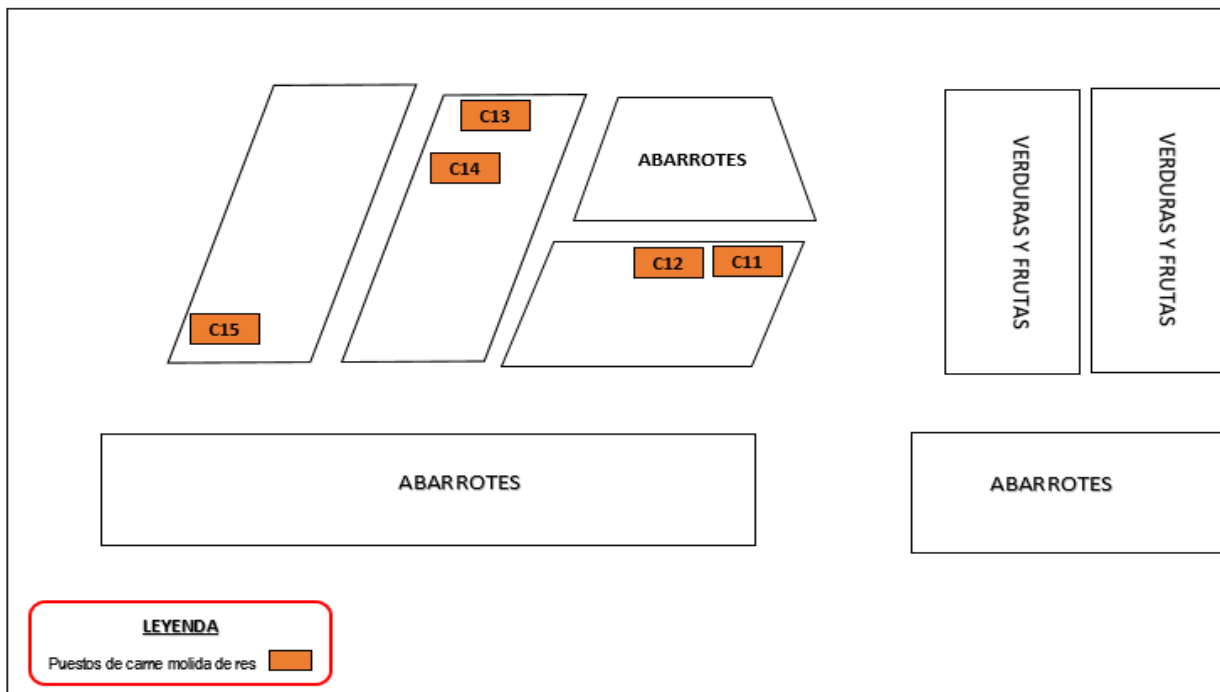 C13
C14
ABARROTES
C12
C11
C15
VERDURAS Y FRUTAS
VERDURAS Y FRUTAS
ABARROTES
ABARROTES
LEYENDA
Puestos de carne molida de res